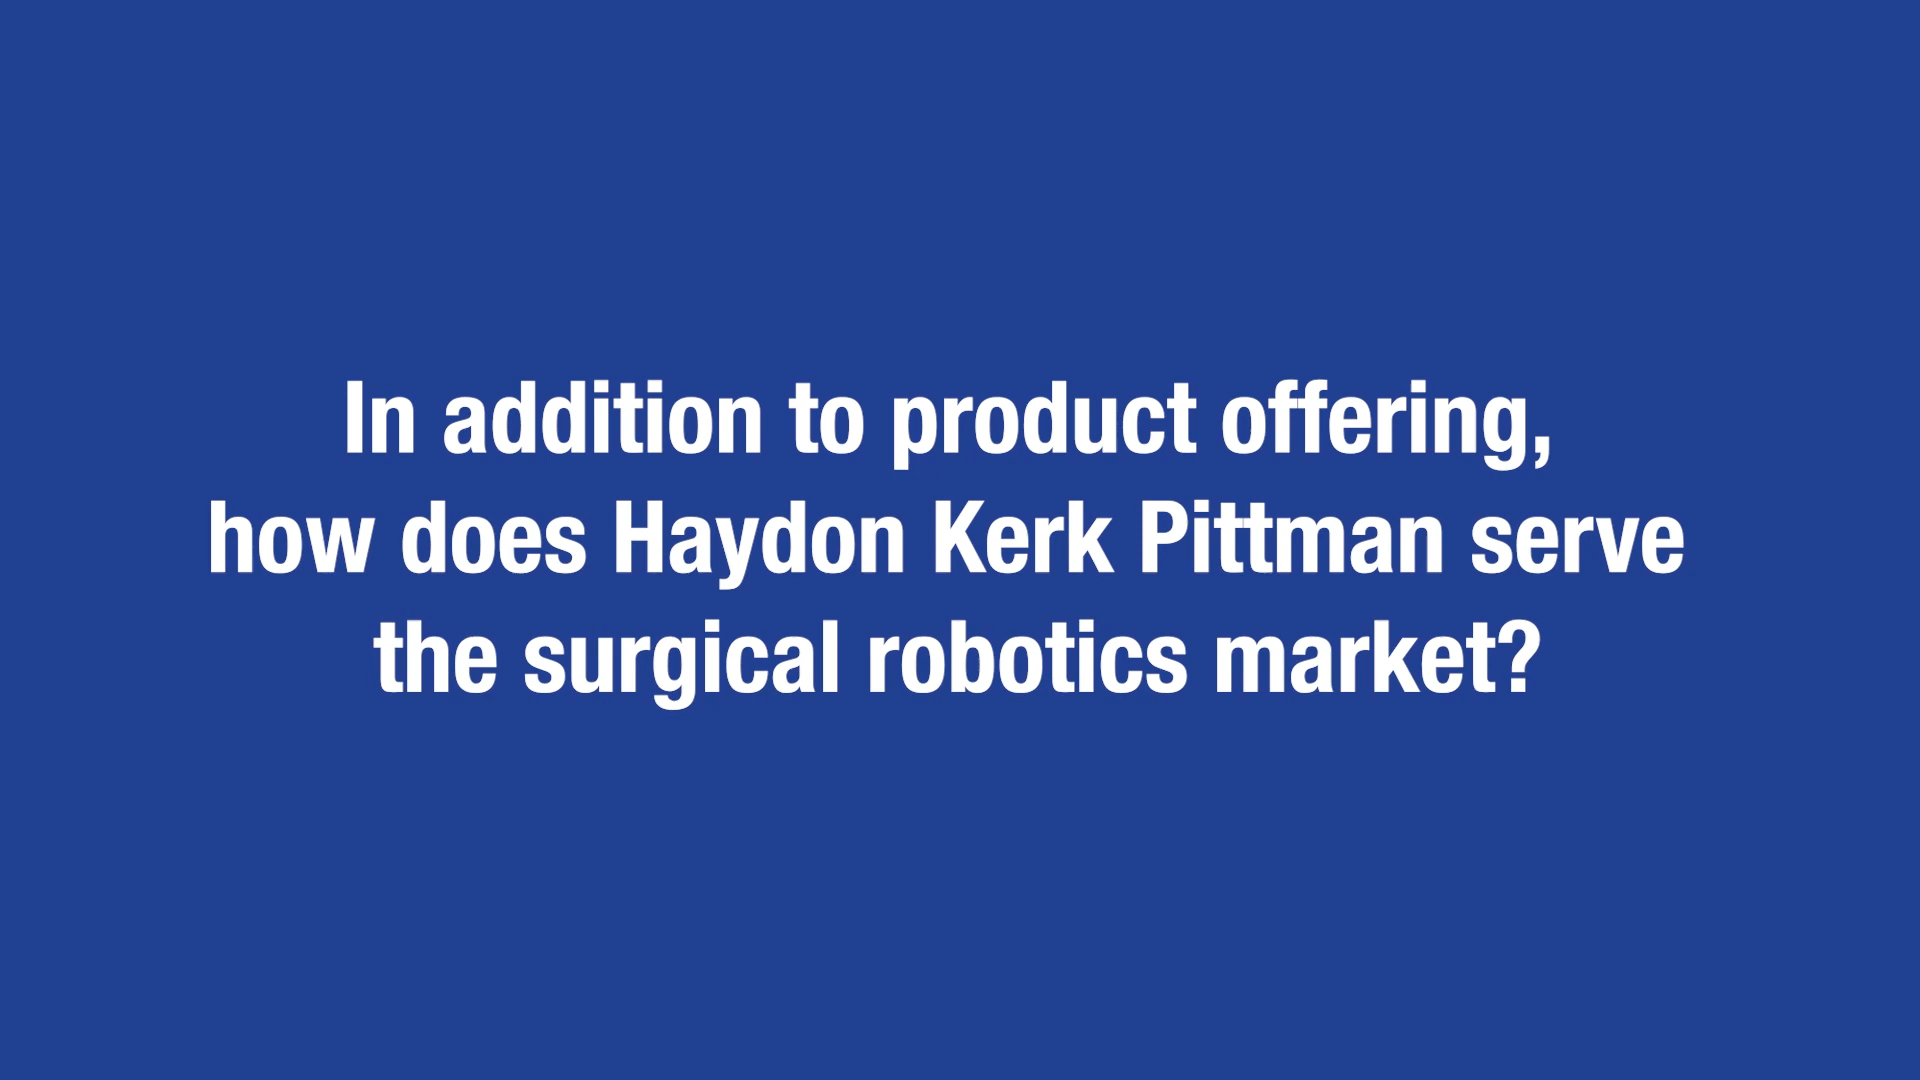 In addition to product offering,
how does Haydon Kerk Pittman serve
the surgical robotics market?